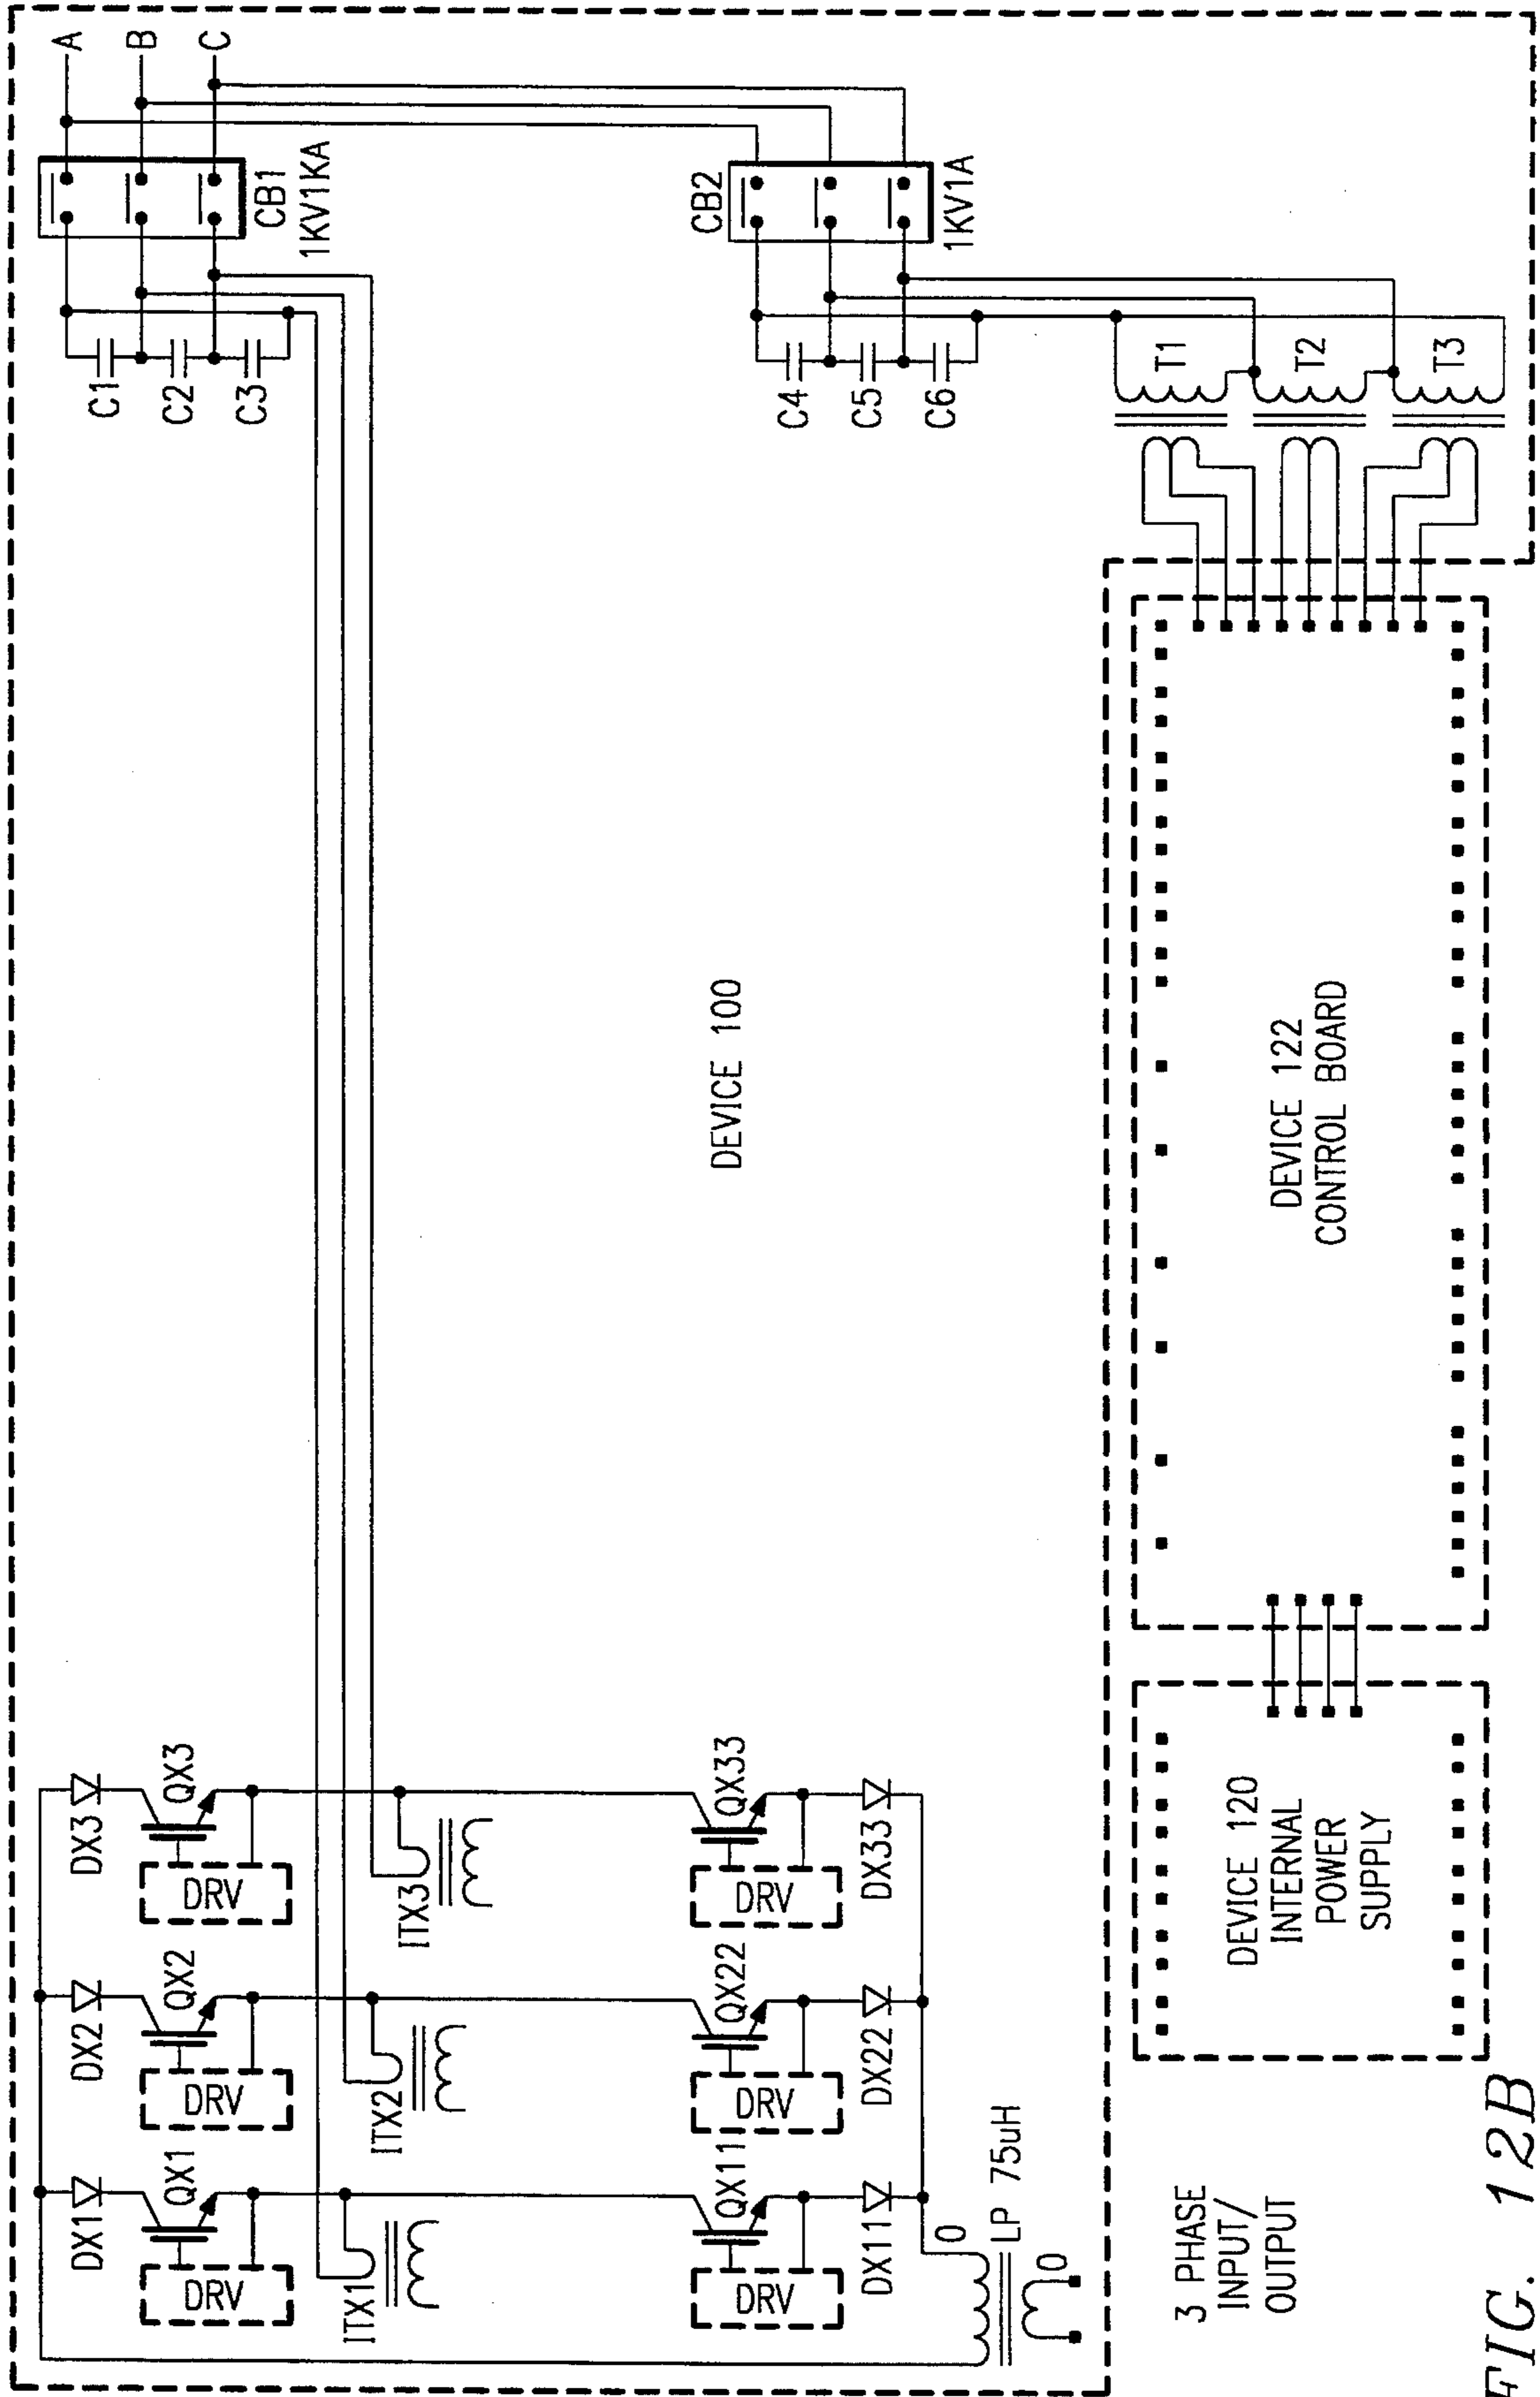 A
B
C
CB1
1KV1KA
C1
C2
C3
CB2
1KV1A
C4
C5
C6
T1
T2
T3
DEVICE 100
DX3
QX3
DRV
ITX3
QX33
DRV
DX33
DX2
QX2
DRV
ITX2
QX22
DRV
DX22
DX1
QX1
DRV
ITX1
QX11
DRV
DX11
O
LP 75uH
O
DEVICE 122
CONTROL BOARD
DEVICE 120
INTERNAL
POWER
SUPPLY
3 PHASE
INPUT/
OUTPUT
FIG. 12B